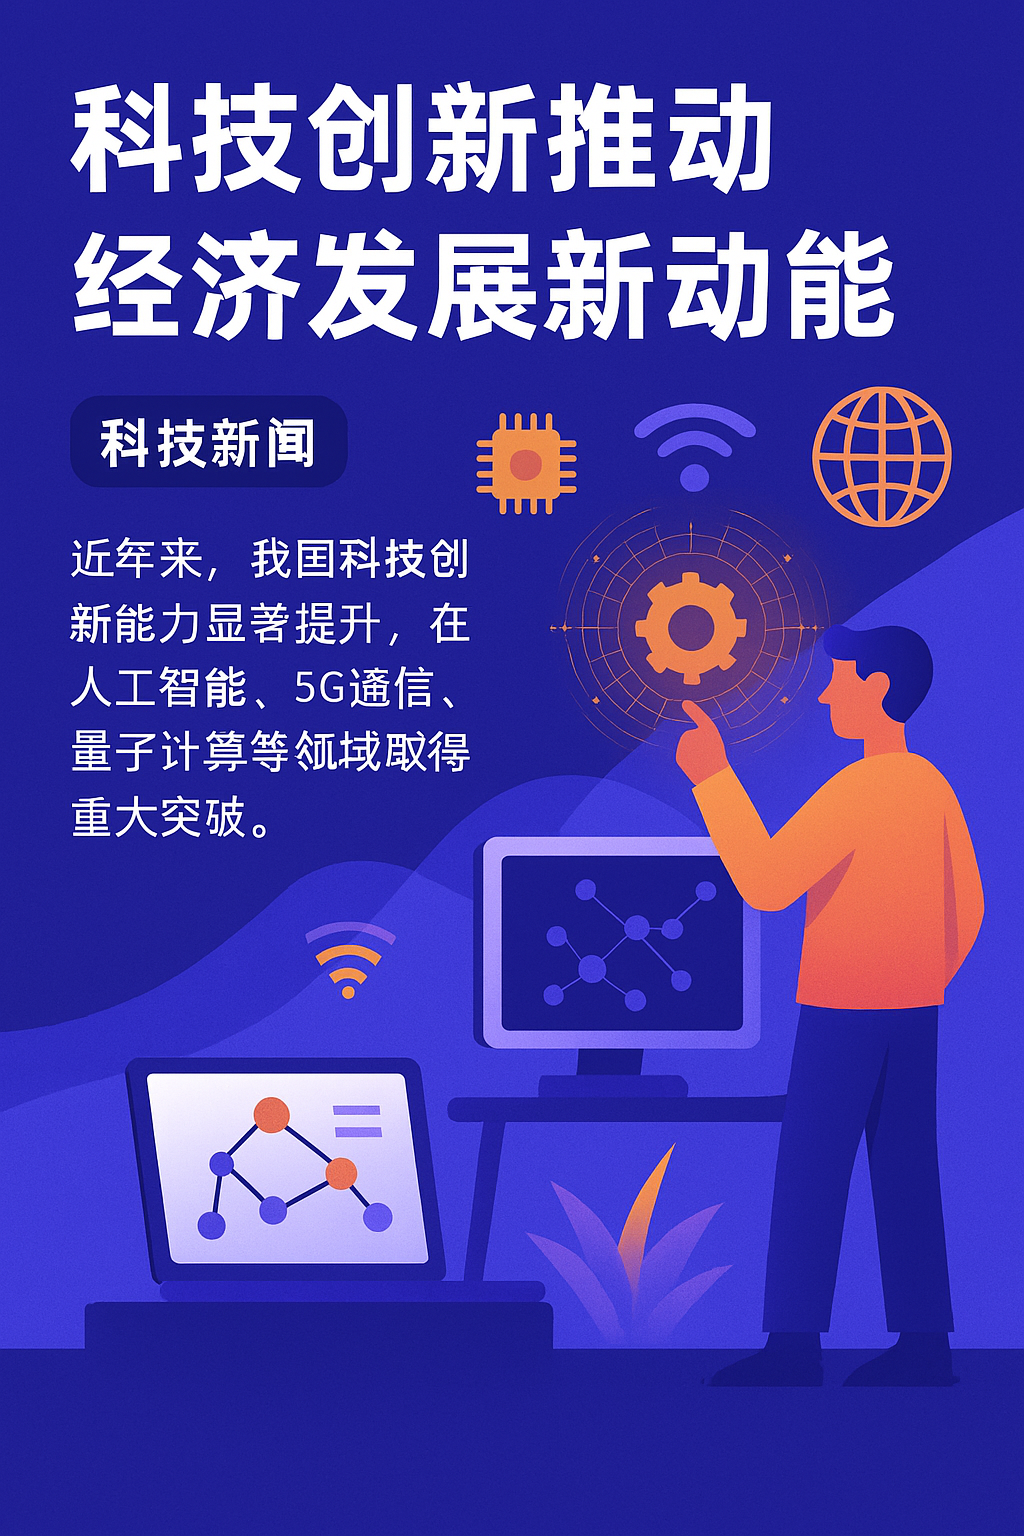 科技创新推动
经济发展新动能
科技新闻
近年来，我国科技创
新能力显著提升，在
人工智能、5G通信、
量子计算等领域取得
重大突破。